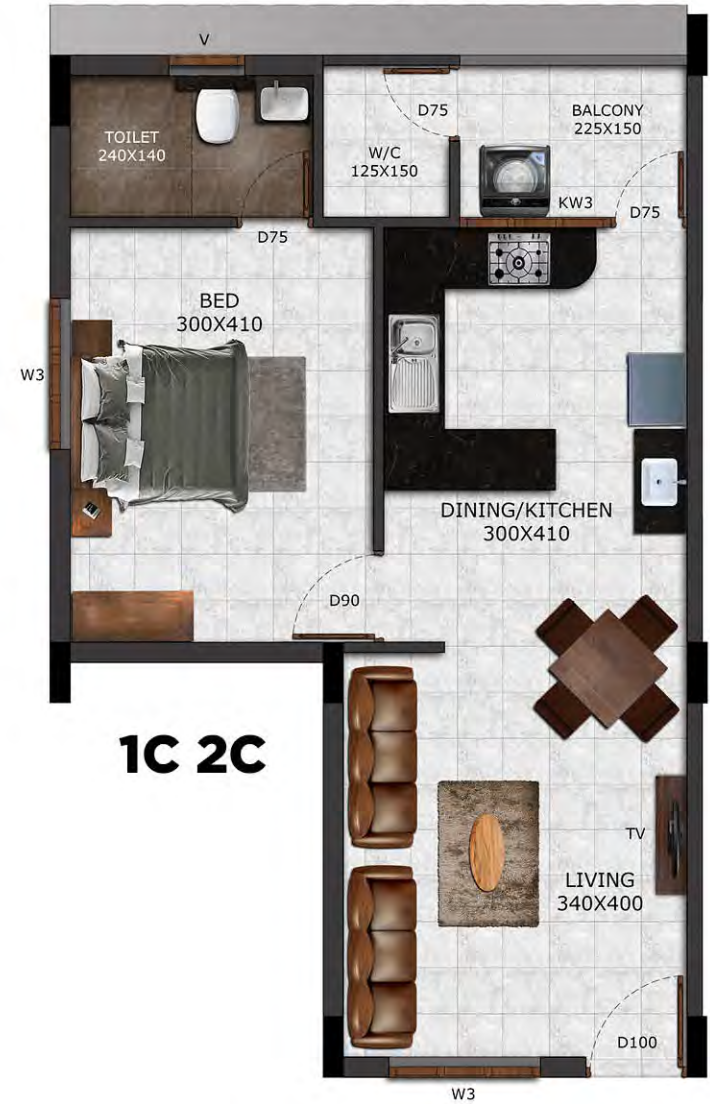 V
TOILET
240X140
D75
W/C
125X150
D75
BALCONY
225X150
KW3
D75
BED
300X410
W3
DINING/KITCHEN
300X410
D90
1C 2C
TV
LIVING
340X400
D100
W3